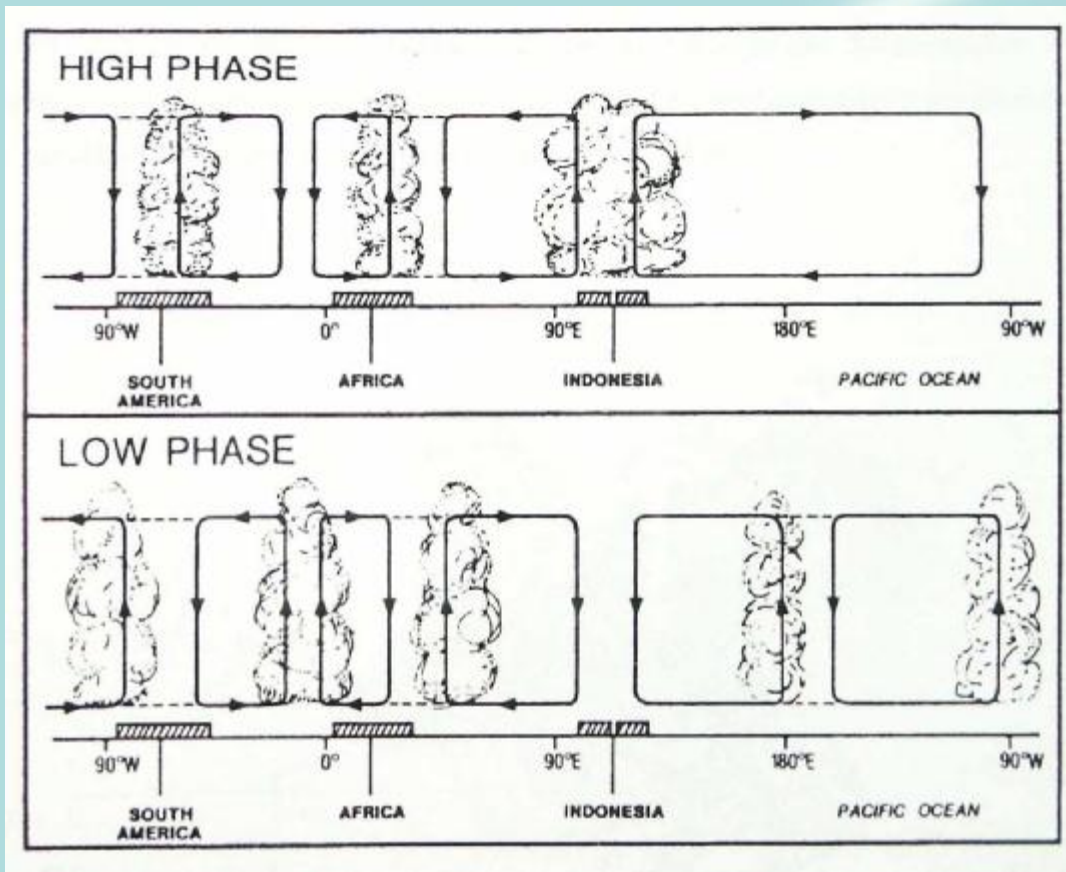 HIGH PHASE
90°W 0° 90°E 180°E 90°W
SOUTH AMERICA
AFRICA
INDONESIA
PACIFIC OCEAN
LOW PHASE
90°W 0° 90°E 180°E 90°W
SOUTH AMERICA
AFRICA
INDONESIA
PACIFIC OCEAN